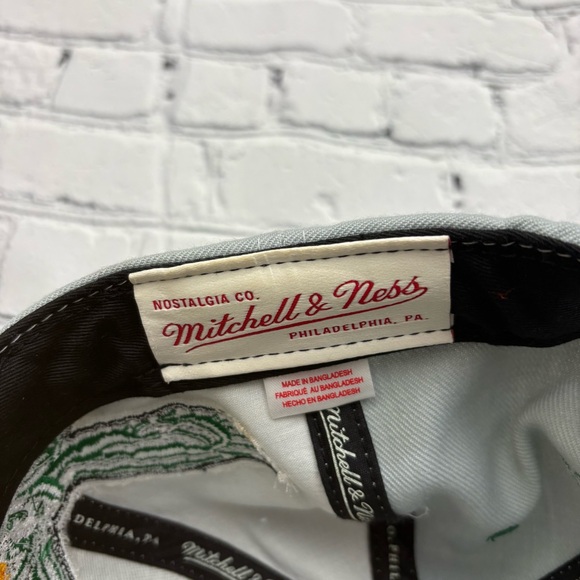 NOSTALGIA CO.
Mitchell & Ness
PHILADELPHIA, PA.
MADE IN BANGLADESH
FABRIQUÉ AU BANGLADESH
HECHO EN BANGLADESH
Mitchell & Ness
DELPHIA, PA
Mitchell & Ness